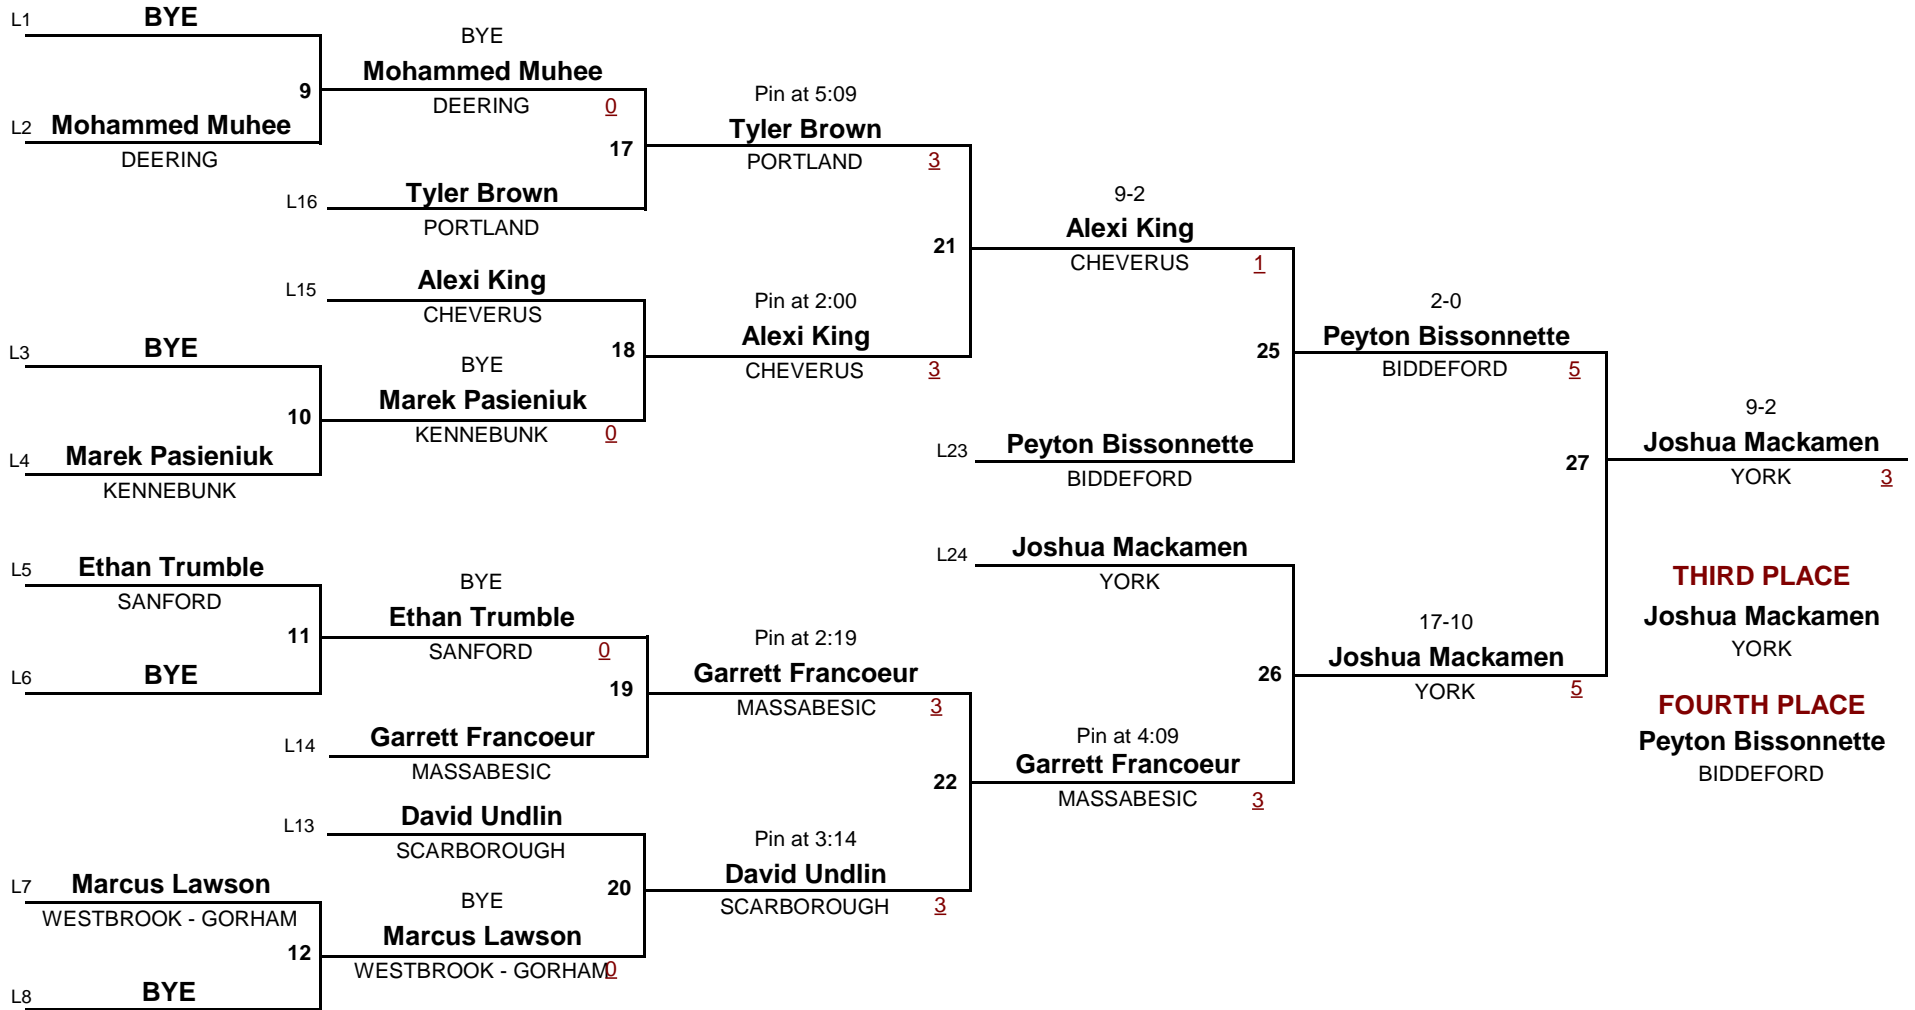 L1 BYE
9
L2 Mohammed Muhee
DEERING
BYE
Mohammed Muhee
DEERING 0
17
L16 Tyler Brown
PORTLAND
Pin at 5:09
Tyler Brown
PORTLAND 3
21
L15 Alexi King
CHEVERUS
18
L3 BYE
10
L4 Marek Pasieniuk
KENNEBUNK
BYE
Marek Pasieniuk
KENNEBUNK 0
Pin at 2:00
Alexi King
CHEVERUS 3
9-2
Alexi King
CHEVERUS 1
25
L23 Peyton Bissonnette
BIDDEFORD
2-0
Peyton Bissonnette
BIDDEFORD 5
27
9-2
Joshua Mackamen
YORK 3
L5 Ethan Trumble
SANFORD
11
L6 BYE
BYE
Ethan Trumble
SANFORD 0
19
L14 Garrett Francoeur
MASSABESIC
Pin at 2:19
Garrett Francoeur
MASSABESIC 3
22
L13 David Undlin
SCARBOROUGH
20
L7 Marcus Lawson
WESTBROOK - GORHAM
12
L8 BYE
BYE
Marcus Lawson
WESTBROOK - GORHAM 0
Pin at 3:14
David Undlin
SCARBOROUGH 3
L24 Joshua Mackamen
YORK
26
Pin at 4:09
Garrett Francoeur
MASSABESIC 3
17-10
Joshua Mackamen
YORK 5
THIRD PLACE
Joshua Mackamen
YORK
FOURTH PLACE
Peyton Bissonnette
BIDDEFORD